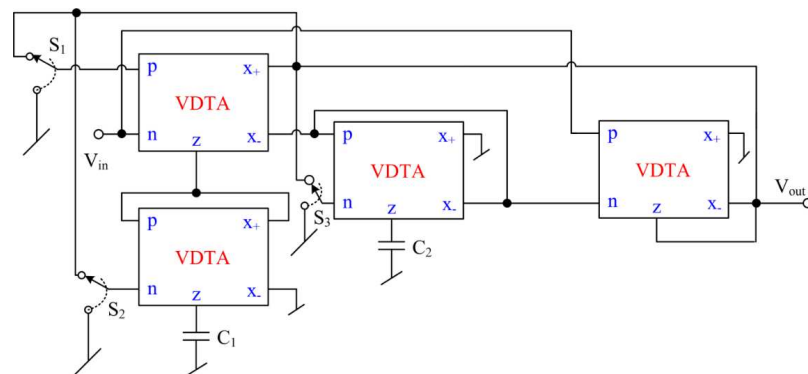 S1
p
x+
VDTA
n
x-
z
Vin
p
x+
VDTA
n
x-
z
S3
C2
p
x+
VDTA
n
x-
z
Vout
p
x+
VDTA
n
x-
z
S2
C1